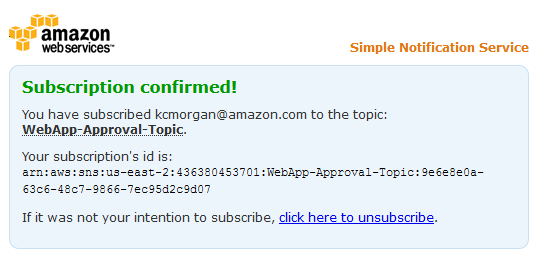 amazon
webservices™
Simple Notification Service
Subscription confirmed!
You have subscribed kcmorgan@amazon.com to the topic:
WebApp-Approval-Topic.
Your subscription's id is:
arn:aws:sns:us-east-2:436380453701:WebApp-Approval-Topic:9e6e8e0a-
63c6-48c7-9866-7ec95d2c9d07
If it was not your intention to subscribe, click here to unsubscribe.